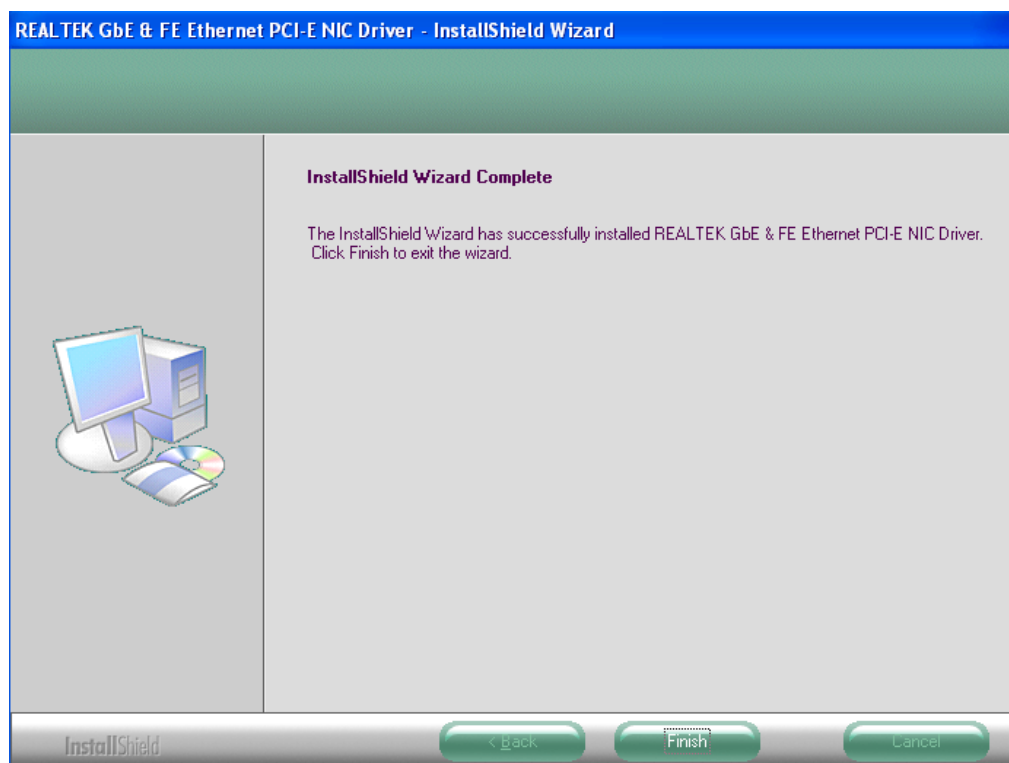 REALTEK GbE & FE Ethernet PCI-E NIC Driver - InstallShield Wizard
InstallShield Wizard Complete
The InstallShield Wizard has successfully installed REALTEK GbE & FE Ethernet PCI-E NIC Driver.
Click Finish to exit the wizard.
InstallShield
< Back
Finish
Cancel